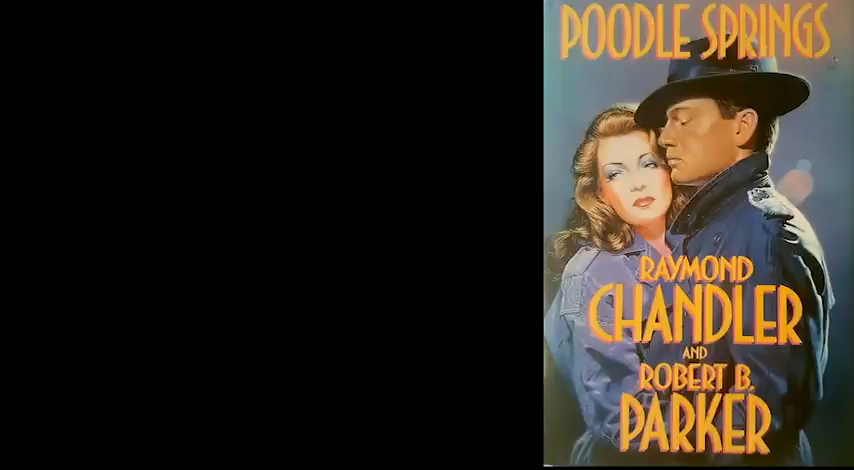 POODLE SPRINGS
RAYMOND
CHANDLER
AND
ROBERT B.
PARKER